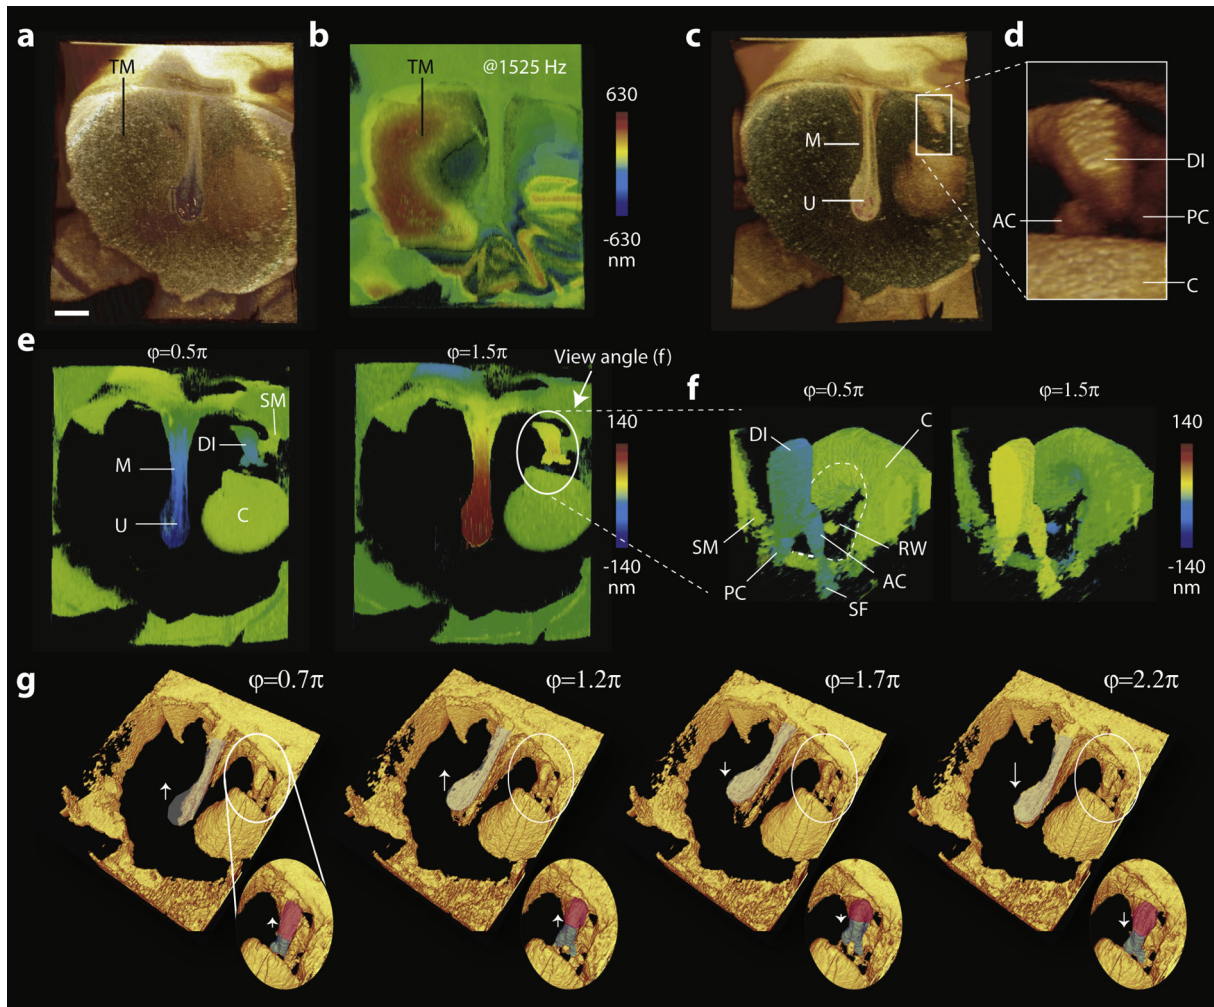 a
b
c
d
TM
TM
@1525 Hz
630
-630
nm
M
U
DI
AC
PC
C
e
φ=0.5π
φ=1.5π
View angle (f)
SM
DI
M
U
C
140
-140
nm
f
φ=0.5π
φ=1.5π
DI
C
SM
RW
PC
AC
SF
140
-140
nm
g
φ=0.7π
φ=1.2π
φ=1.7π
φ=2.2π